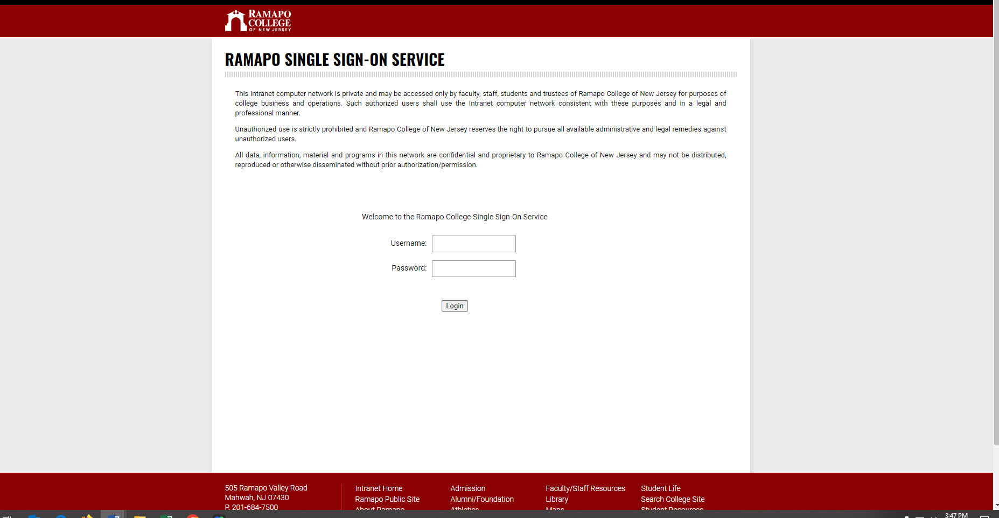 RAMAPO
COLLEGE
OF NEW JERSEY
RAMAPO SINGLE SIGN-ON SERVICE
This Intranet computer network is private and may be accessed only by faculty, staff, students and trustees of Ramapo College of New Jersey for purposes of
college business and operations. Such authorized users shall use the Intranet computer network consistent with these purposes and in a legal and
professional manner.
Unauthorized use is strictly prohibited and Ramapo College of New Jersey reserves the right to pursue all available administrative and legal remedies against
unauthorized users.
All data, information, material and programs in this network are confidential and proprietary to Ramapo College of New Jersey and may not be distributed,
reproduced or otherwise disseminated without prior authorization/permission.
Welcome to the Ramapo College Single Sign-On Service
Username:
Password:
Login
505 Ramapo Valley Road
Mahwah, NJ 07430
P. 201-684-7500
Intranet Home
Ramapo Public Site
About Ramapo
Admission
Alumni/Foundation
Athletics
Faculty/Staff Resources
Library
Maps
Student Life
Search College Site
Student Resources
3:47 PM